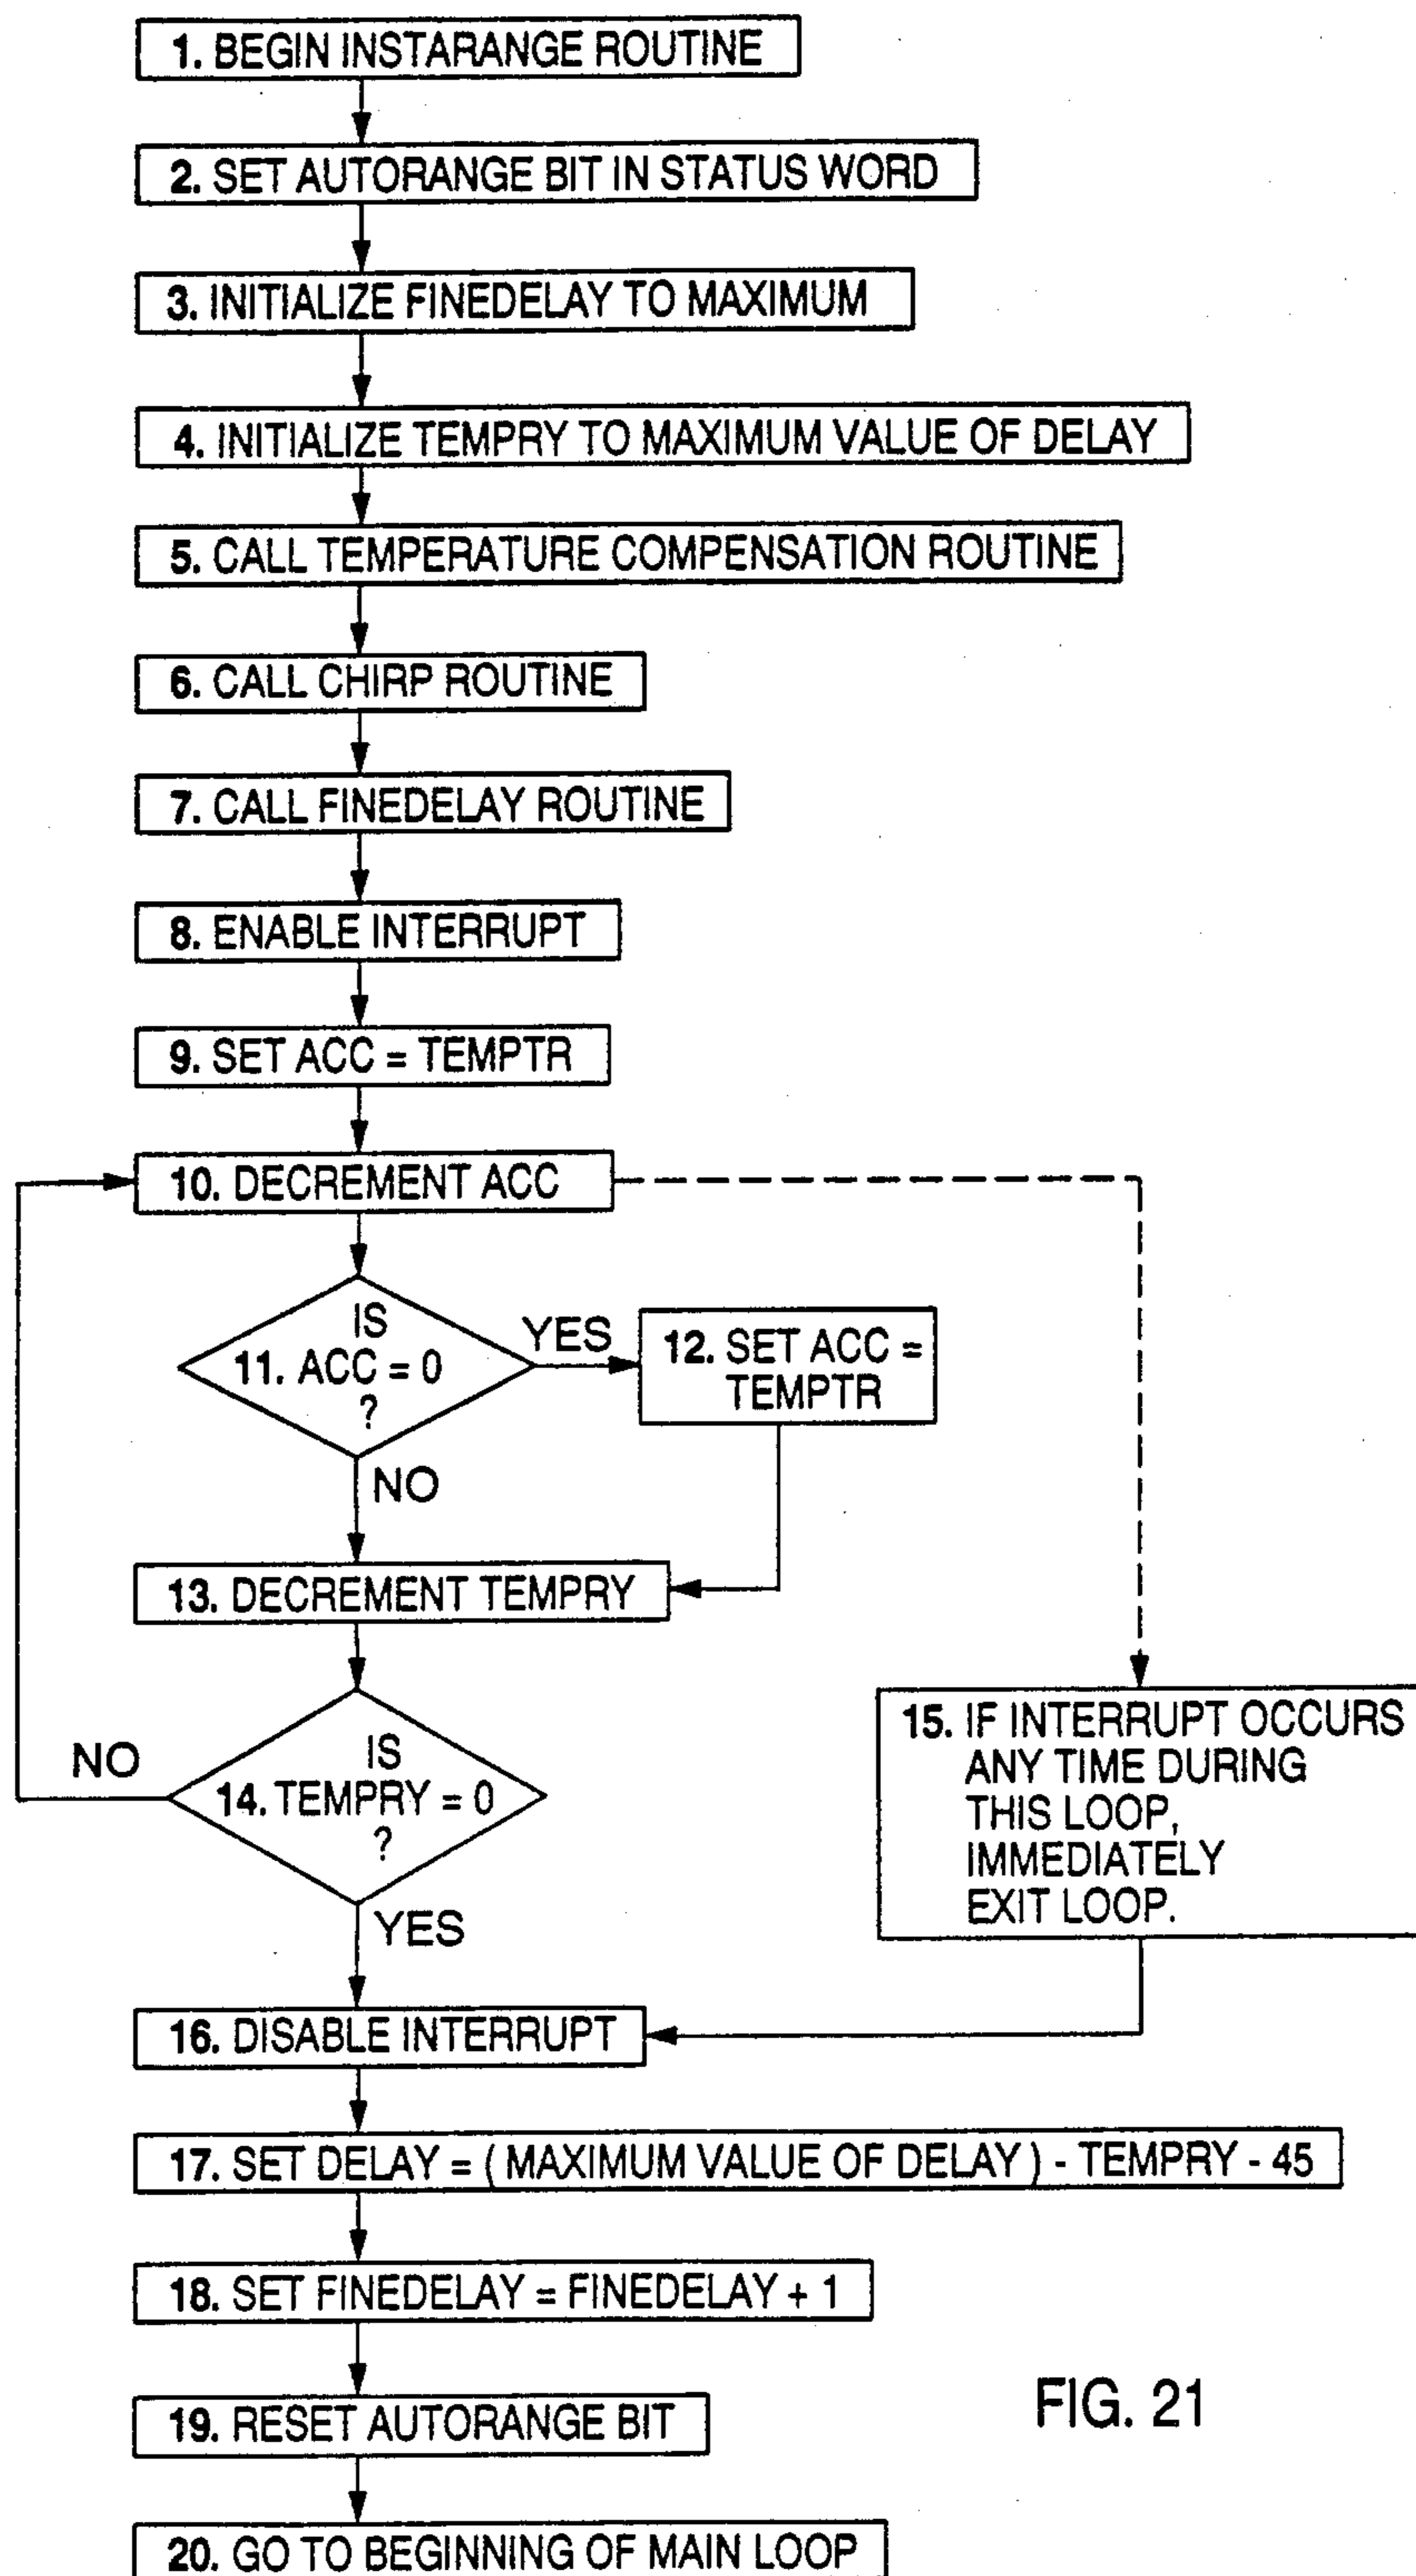 1. BEGIN INSTARANGE ROUTINE
2. SET AUTORANGE BIT IN STATUS WORD
3. INITIALIZE FINEDELAY TO MAXIMUM
4. INITIALIZE TEMPRY TO MAXIMUM VALUE OF DELAY
5. CALL TEMPERATURE COMPENSATION ROUTINE
6. CALL CHIRP ROUTINE
7. CALL FINEDELAY ROUTINE
8. ENABLE INTERRUPT
9. SET ACC = TEMPTR
10. DECREMENT ACC
IS
11. ACC = 0
?
YES
12. SET ACC =
TEMPTR
NO
13. DECREMENT TEMPRY
IS
14. TEMPRY = 0
?
NO
YES
15. IF INTERRUPT OCCURS
ANY TIME DURING
THIS LOOP,
IMMEDIATELY
EXIT LOOP.
16. DISABLE INTERRUPT
17. SET DELAY = ( MAXIMUM VALUE OF DELAY ) - TEMPRY - 45
18. SET FINEDELAY = FINEDELAY + 1
19. RESET AUTORANGE BIT
20. GO TO BEGINNING OF MAIN LOOP
FIG. 21